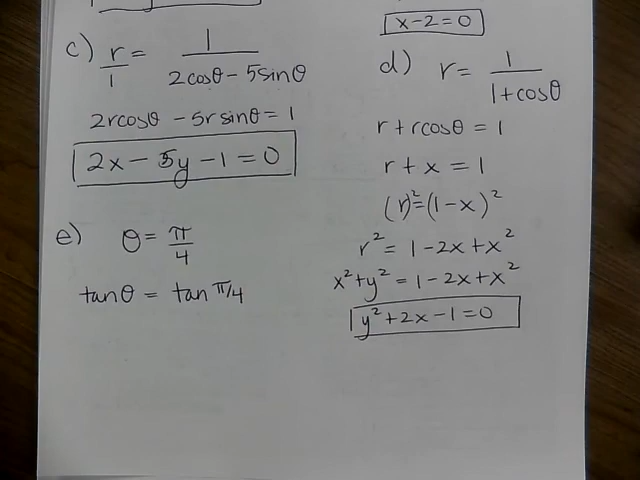 c) r/1 = 1/(2cosθ - 5sinθ)
2rcosθ - 5rsinθ = 1
2x - 5y - 1 = 0
e) θ = π/4
tanθ = tan π/4
x - 2 = 0
d) r = 1/(1 + cosθ)
r + rcosθ = 1
r + x = 1
(r)² = (1 - x)²
r² = 1 - 2x + x²
x² + y² = 1 - 2x + x²
y² + 2x - 1 = 0